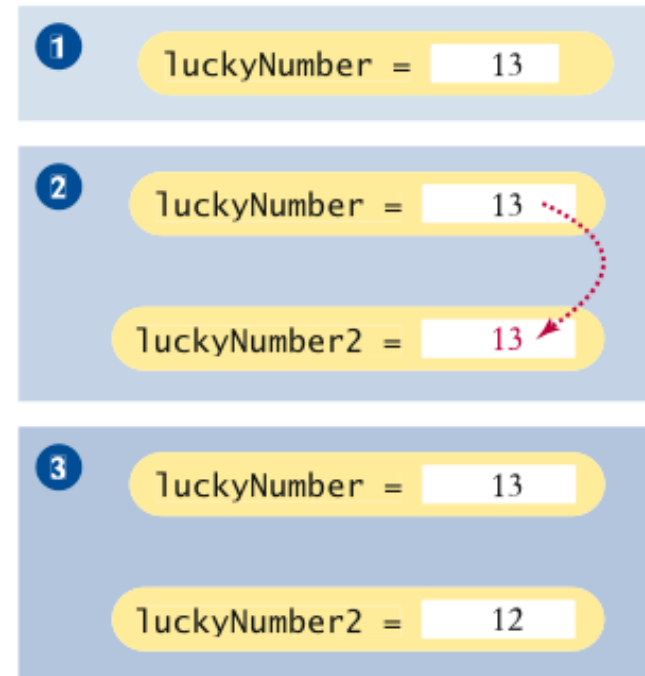 1
luckyNumber = 13
2
luckyNumber = 13
luckyNumber2 = 13
3
luckyNumber = 13
luckyNumber2 = 12